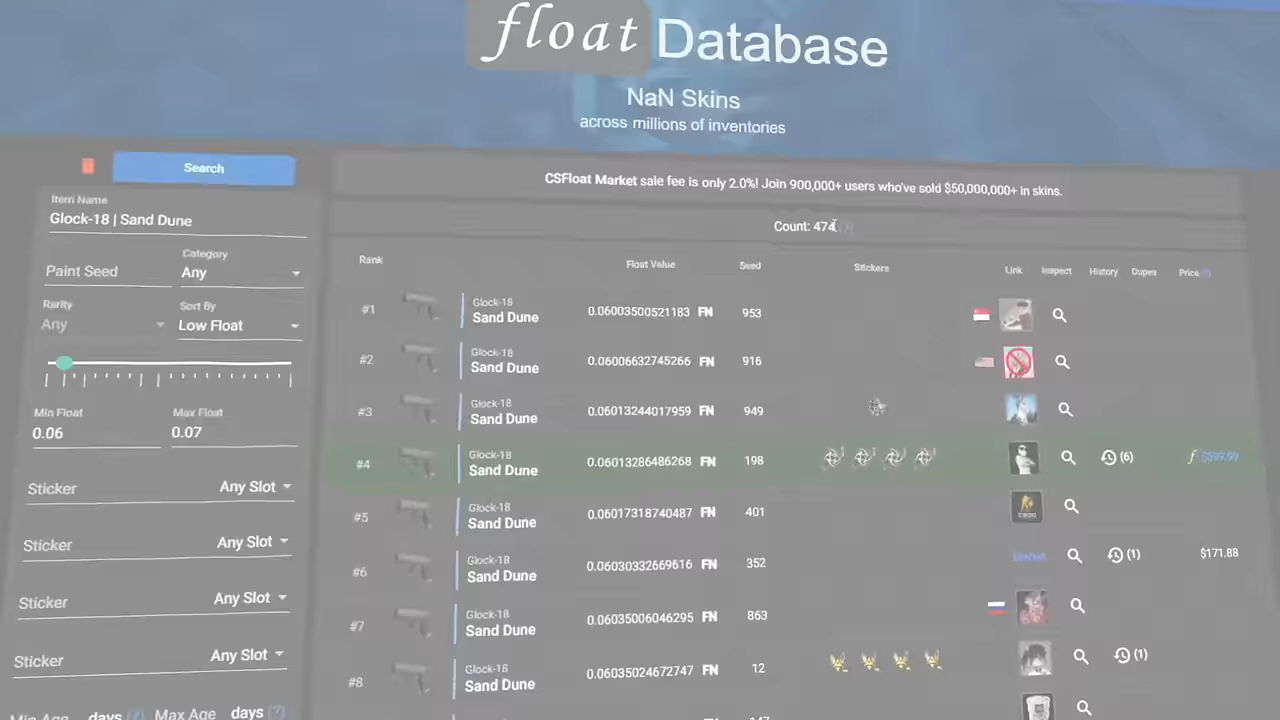 float Database
NaN Skins
across millions of inventories
Search
CSFloat Market sale fee is only 2.0%! Join 900,000+ users who've sold $50,000,000+ in skins.
Item Name
Glock-18 | Sand Dune
Count: 474
Paint Seed
Category
Any
Rarity
Any
Sort By
Low Float
Min Float
0.06
Max Float
0.07
Sticker Any Slot
Sticker Any Slot
Sticker Any Slot
Sticker Any Slot
Min Age days (?) Max Age days (?)
Rank Float Value Seed Stickers Link Inspect History Dupes Price
#1 Glock-18 Sand Dune 0.06003500521183 FN 953
#2 Glock-18 Sand Dune 0.06006632745266 FN 916
#3 Glock-18 Sand Dune 0.06013244017959 FN 949
#4 Glock-18 Sand Dune 0.06013286486268 FN 198 (6) f $599.99
#5 Glock-18 Sand Dune 0.06017318740487 FN 401
#6 Glock-18 Sand Dune 0.06030332669616 FN 352 (1) $171.88
#7 Glock-18 Sand Dune 0.06035006046295 FN 863
#8 Glock-18 Sand Dune 0.06035024672747 FN 12 (1)